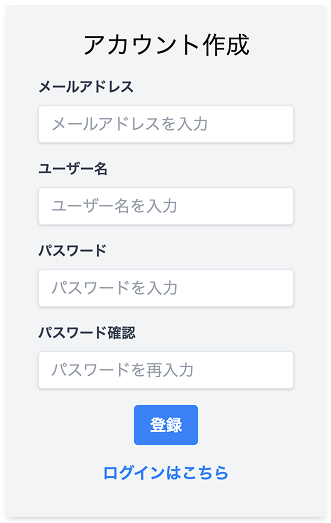 アカウント作成
メールアドレス
メールアドレスを入力
ユーザー名
ユーザー名を入力
パスワード
パスワードを入力
パスワード確認
パスワードを再入力
登録
ログインはこちら